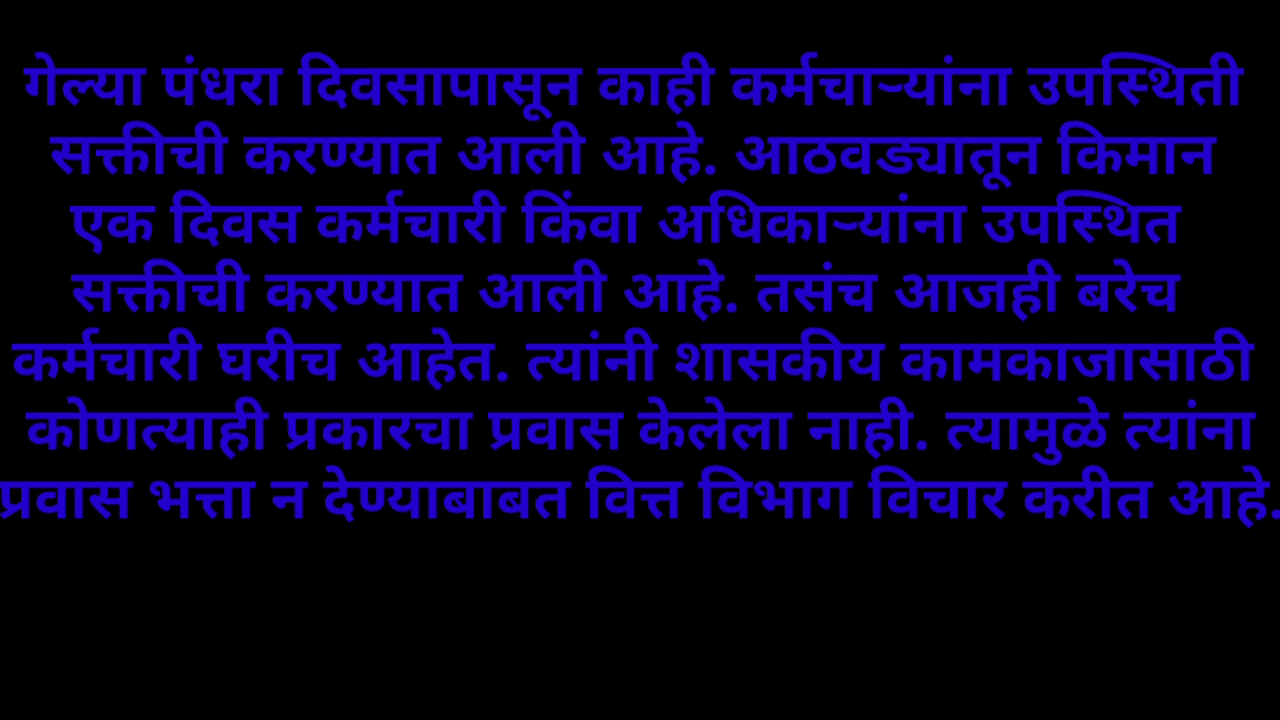 गेल्या पंधरा दिवसापासून काही कर्मचाऱ्यांना उपस्थिती
सक्तीची करण्यात आली आहे. आठवड्यातून किमान
एक दिवस कर्मचारी किंवा अधिकाऱ्यांना उपस्थित
सक्तीची करण्यात आली आहे. तसंच आजही बरेच
कर्मचारी घरीच आहेत. त्यांनी शासकीय कामकाजासाठी
कोणत्याही प्रकारचा प्रवास केलेला नाही. त्यामुळे त्यांना
प्रवास भत्ता न देण्याबाबत वित्त विभाग विचार करीत आहे.